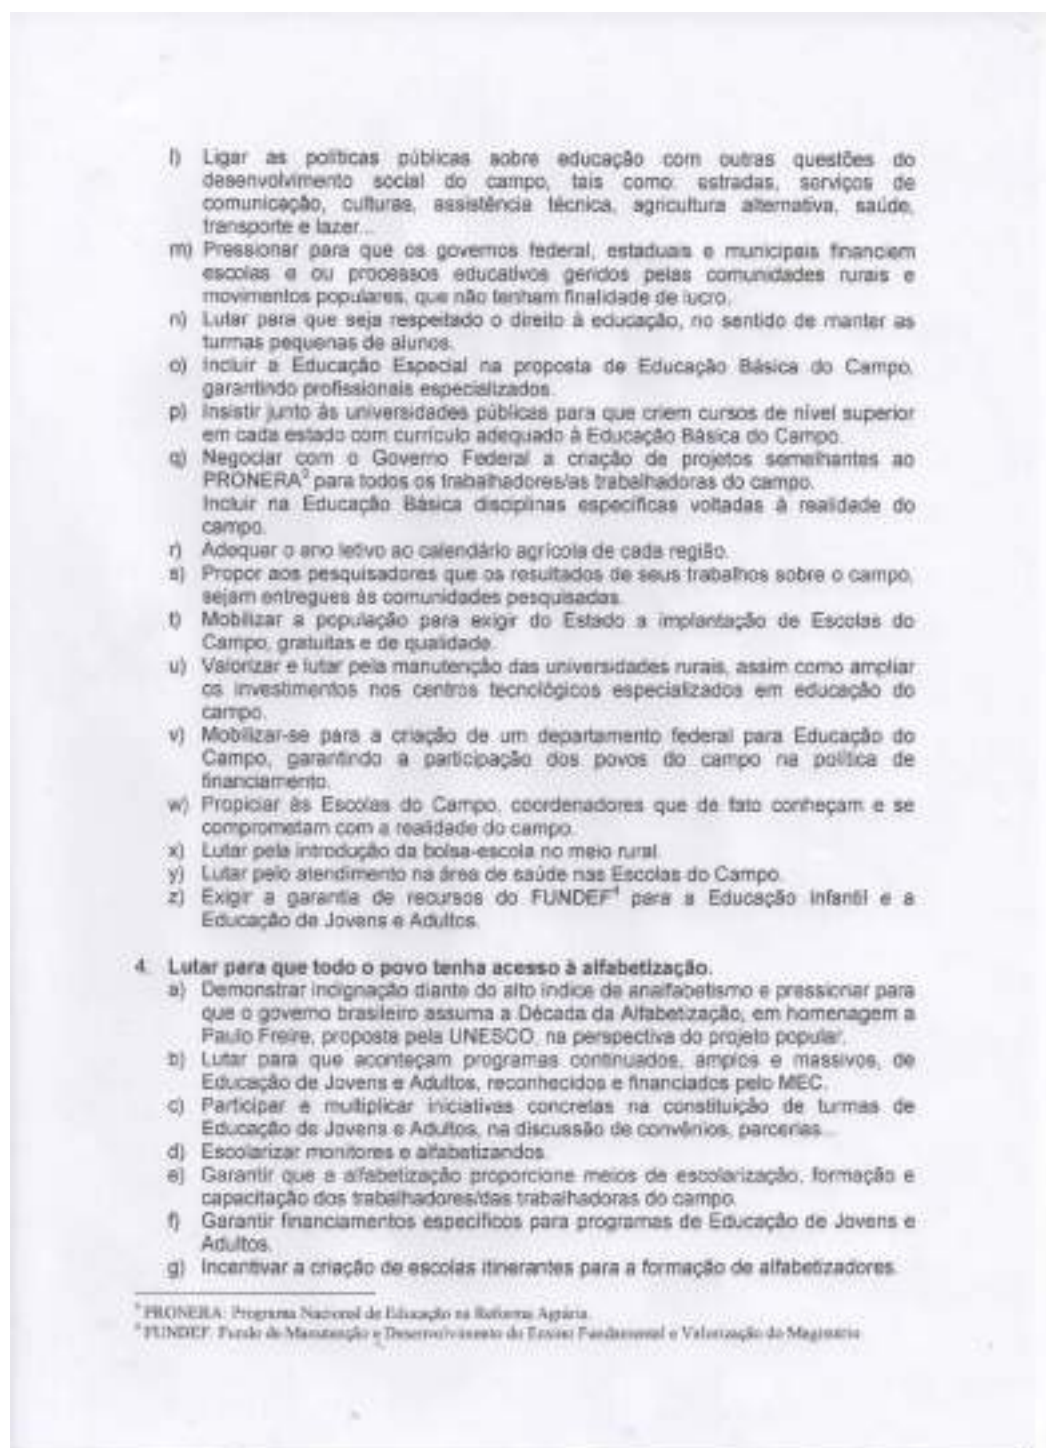 l) Ligar as políticas públicas sobre educação com outras questões do
desenvolvimento social do campo, tais como: estradas, serviços de
comunicação, culturas, assistência técnica, agricultura alternativa, saúde,
transporte e lazer...
m) Pressionar para que os governos federal, estaduais e municipais financiem
escolas e ou processos educativos geridos pelas comunidades rurais e
movimentos populares, que não tenham finalidade de lucro.
n) Lutar para que seja respeitado o direito à educação, no sentido de manter as
turmas pequenas de alunos.
o) Incluir a Educação Especial na proposta de Educação Básica do Campo,
garantindo profissionais especializados.
p) Insistir junto às universidades públicas para que criem cursos de nível superior
em cada estado com currículo adequado à Educação Básica do Campo.
q) Negociar com o Governo Federal a criação de projetos semelhantes ao
PRONERA³ para todos os trabalhadores/as trabalhadoras do campo.
Incluir na Educação Básica disciplinas específicas voltadas à realidade do
campo.
r) Adequar o ano letivo ao calendário agrícola de cada região.
s) Propor aos pesquisadores que os resultados de seus trabalhos sobre o campo,
sejam entregues às comunidades pesquisadas.
t) Mobilizar a população para exigir do Estado a implantação de Escolas do
Campo, gratuitas e de qualidade.
u) Valorizar e lutar pela manutenção das universidades rurais, assim como ampliar
os investimentos nos centros tecnológicos especializados em educação do
campo.
v) Mobilizar-se para a criação de um departamento federal para Educação do
Campo, garantindo a participação dos povos do campo na política de
financiamento.
w) Propiciar às Escolas do Campo, coordenadores que de fato conheçam e se
comprometam com a realidade do campo.
x) Lutar pela introdução da bolsa-escola no meio rural.
y) Lutar pelo atendimento na área de saúde nas Escolas do Campo.
z) Exigir a garantia de recursos do FUNDEF⁴ para a Educação Infantil e a
Educação de Jovens e Adultos.
4. Lutar para que todo o povo tenha acesso à alfabetização.
a) Demonstrar indignação diante do alto índice de analfabetismo e pressionar para
que o governo brasileiro assuma a Década da Alfabetização, em homenagem a
Paulo Freire, proposta pela UNESCO, na perspectiva do projeto popular.
b) Lutar para que aconteçam programas continuados, amplos e massivos, de
Educação de Jovens e Adultos, reconhecidos e financiados pelo MEC.
c) Participar e multiplicar iniciativas concretas na constituição de turmas de
Educação de Jovens e Adultos, na discussão de convênios, parcerias...
d) Escolarizar monitores e alfabetizandos.
e) Garantir que a alfabetização proporcione meios de escolarização, formação e
capacitação dos trabalhadores/das trabalhadoras do campo.
f) Garantir financiamentos específicos para programas de Educação de Jovens e
Adultos.
g) Incentivar a criação de escolas itinerantes para a formação de alfabetizadores.
³ PRONERA: Programa Nacional de Educação na Reforma Agrária.
⁴ FUNDEF: Fundo de Manutenção e Desenvolvimento do Ensino Fundamental e Valorização do Magistério